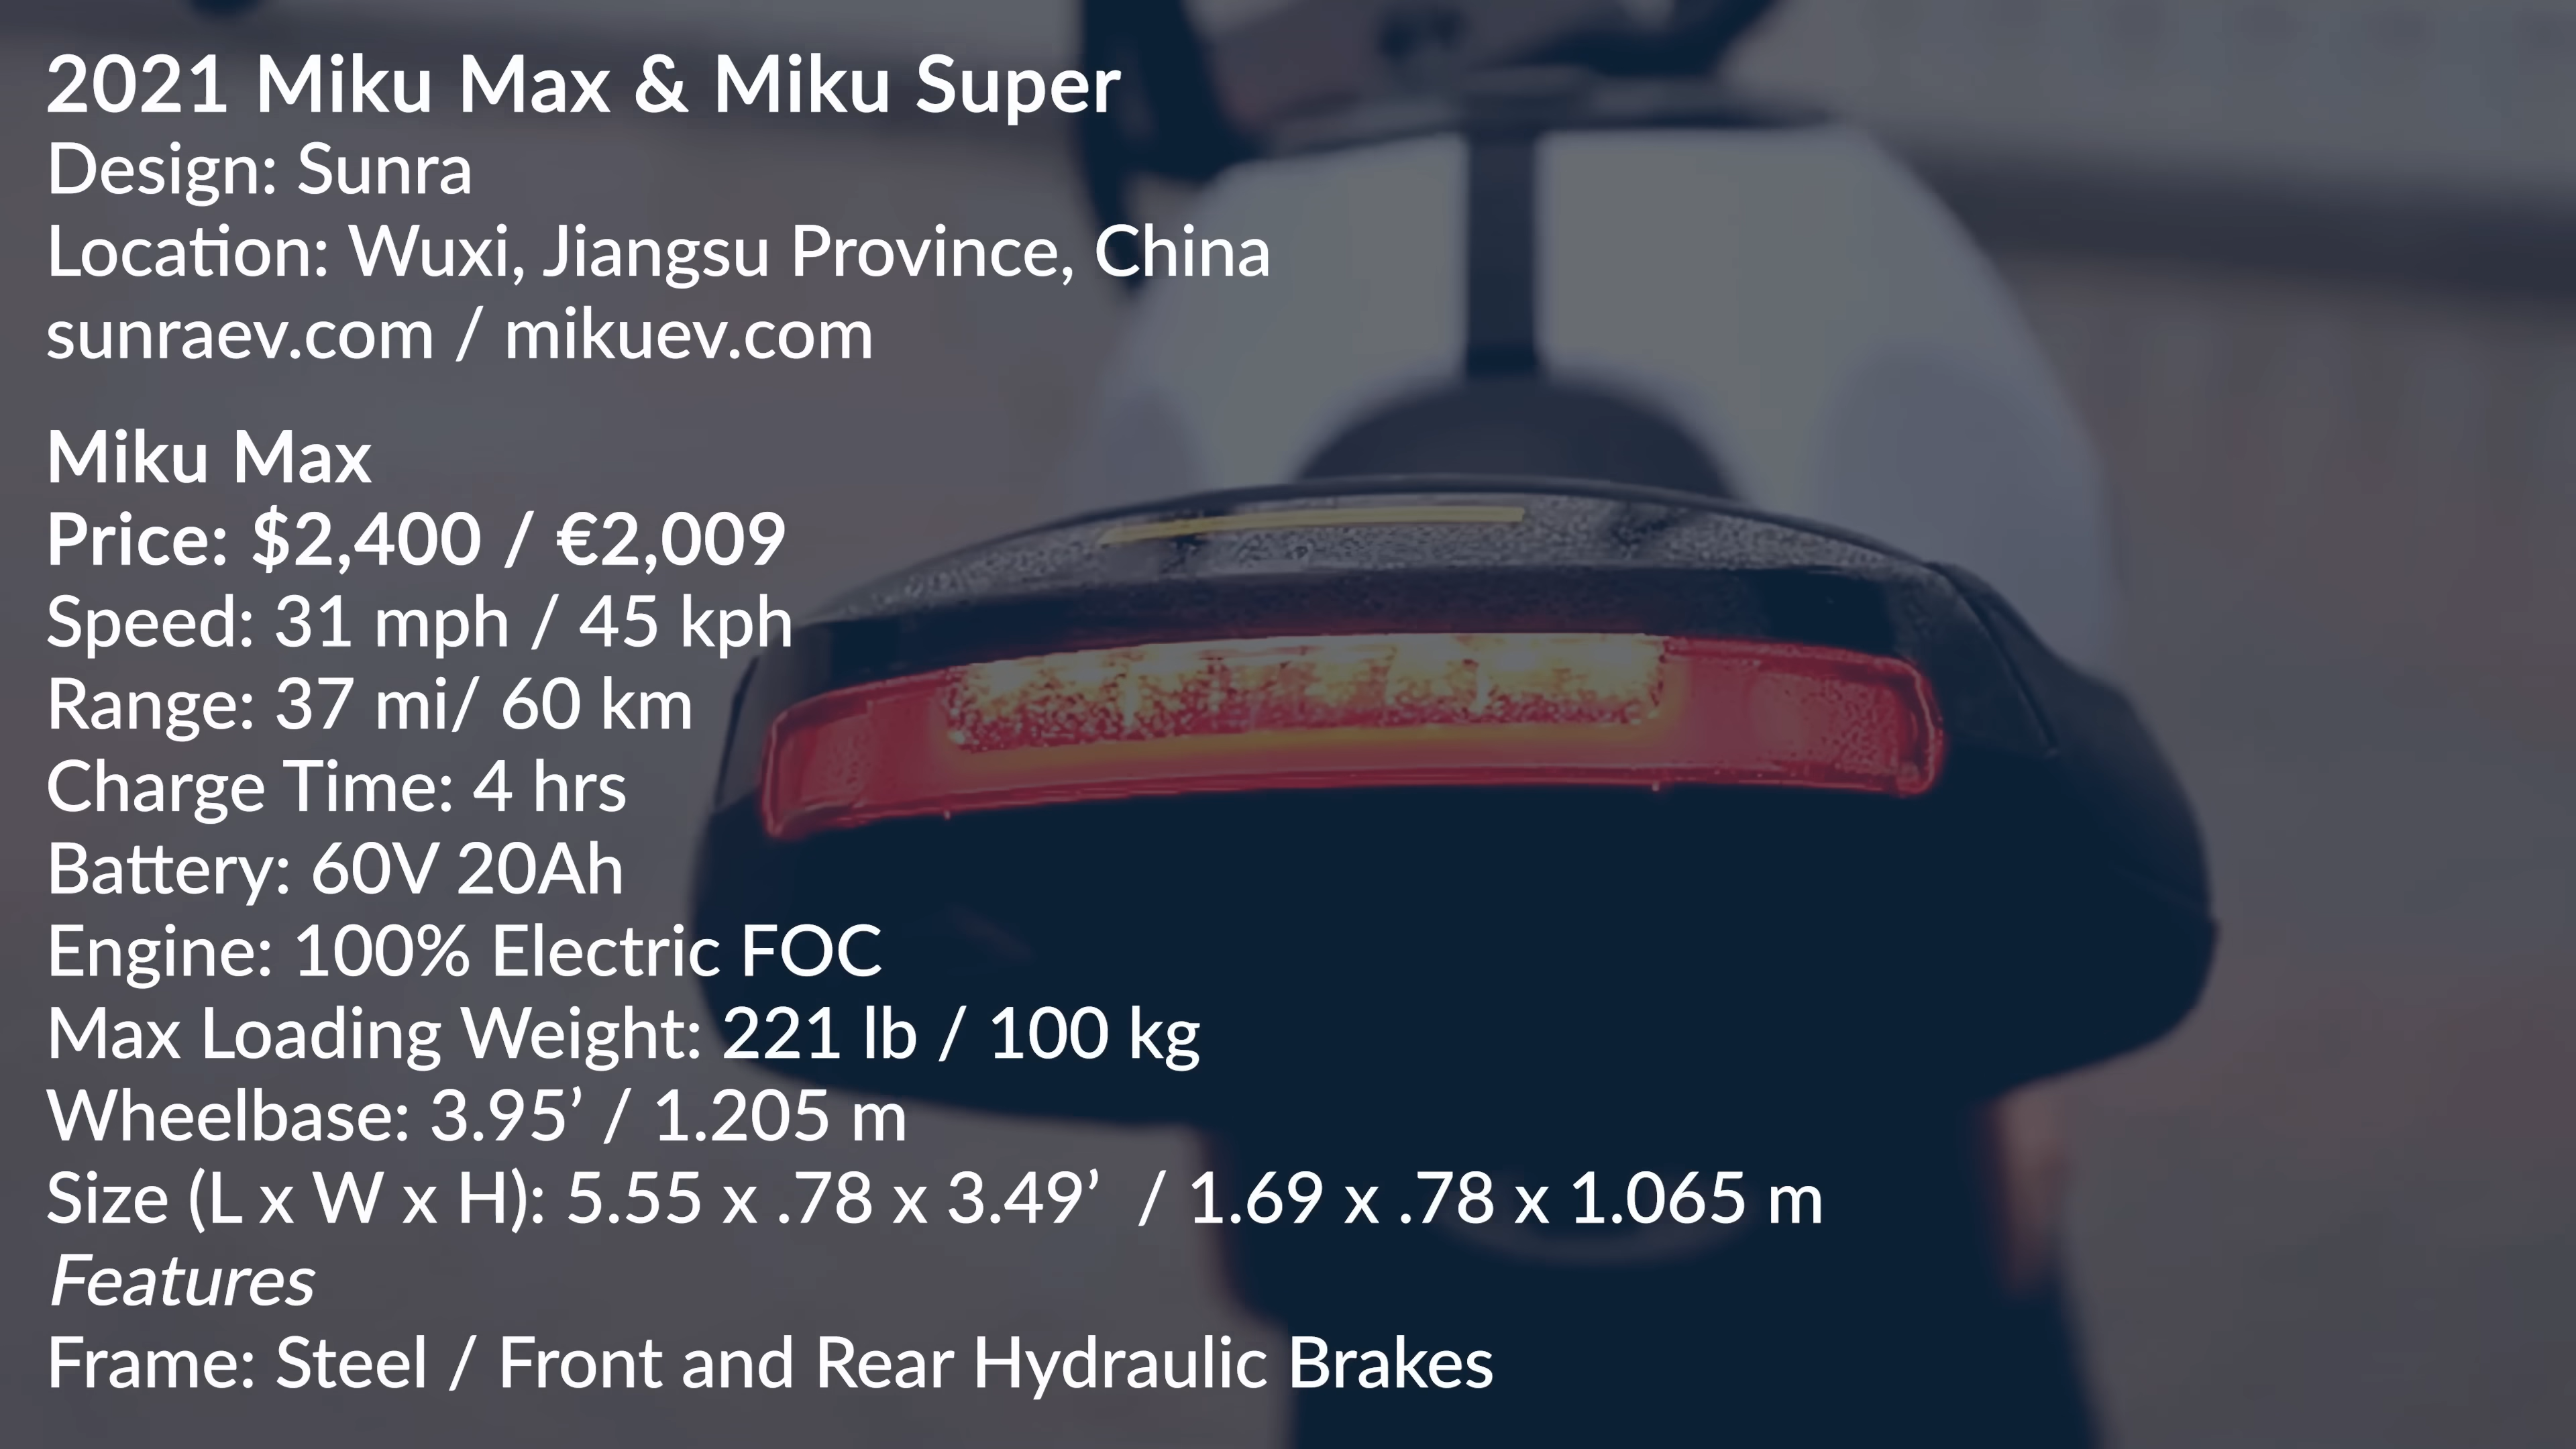 2021 Miku Max & Miku Super
Design: Sunra
Location: Wuxi, Jiangsu Province, China
sunraev.com / mikuev.com
Miku Max
Price: $2,400 / €2,009
Speed: 31 mph / 45 kph
Range: 37 mi/ 60 km
Charge Time: 4 hrs
Battery: 60V 20Ah
Engine: 100% Electric FOC
Max Loading Weight: 221 lb / 100 kg
Wheelbase: 3.95’ / 1.205 m
Size (L x W x H): 5.55 x .78 x 3.49’ / 1.69 x .78 x 1.065 m
Features
Frame: Steel / Front and Rear Hydraulic Brakes